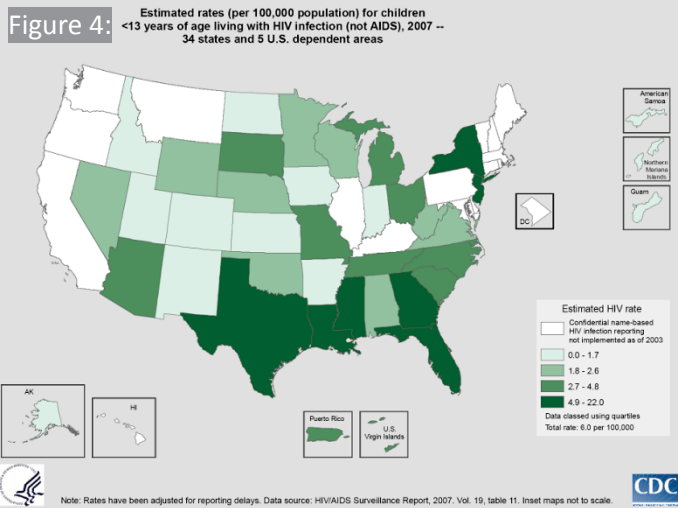 Figure 4:
Estimated rates (per 100,000 population) for children
<13 years of age living with HIV infection (not AIDS), 2007 --
34 states and 5 U.S. dependent areas
American
Samoa
Northern
Mariana
Islands
Guam
DC
Estimated HIV rate
Confidential name-based
HIV infection reporting
not implemented as of 2003
0.0 - 1.7
1.8 - 2.6
2.7 - 4.8
4.9 - 22.0
Data classed using quartiles
Total rate: 6.0 per 100,000
AK
HI
Puerto Rico
U.S.
Virgin Islands
Note: Rates have been adjusted for reporting delays. Data source: HIV/AIDS Surveillance Report, 2007. Vol. 19, table 11. Inset maps not to scale.
CDC